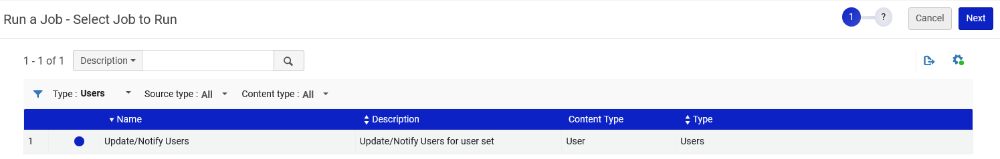 Run a Job - Select Job to Run 1 ? Cancel Next
1 - 1 of 1 Description
Type : Users Source type : All Content type : All
Name Description Content Type Type
1 Update/Notify Users Update/Notify Users for user set User Users